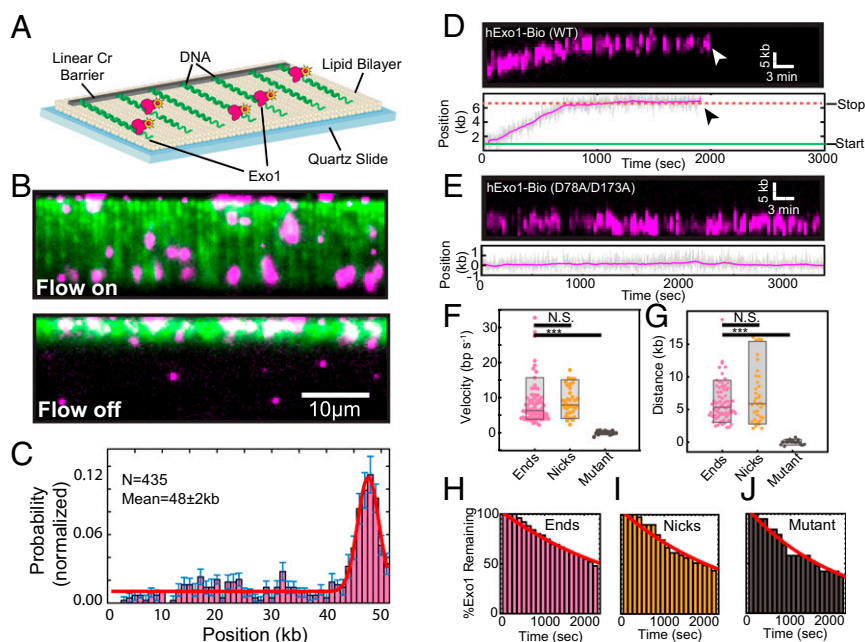 A
Linear Cr
Barrier
DNA
Lipid Bilayer
Exo1
Quartz Slide
B
Flow on
Flow off
10μm
C
N=435
Mean=48±2kb
Probability
(normalized)
0.12
0.06
0.00
0 10 20 30 40 50
Position (kb)
D
hExo1-Bio (WT)
5 kb
3 min
Position
(kb)
6
4
2
0
Stop
Start
0 1000 2000 3000
Time (sec)
E
hExo1-Bio (D78A/D173A)
5 kb
3 min
Position
(kb)
1
0
-1
0 1000 2000 3000
Time (sec)
F
N.S.
***
Velocity (bp s⁻¹)
30
20
10
0
Ends
Nicks
Mutant
G
N.S.
***
Distance (kb)
15
10
5
0
Ends
Nicks
Mutant
H
Ends
%Exo1 Remaining
100
50
0
0 1000 2000
Time (sec)
I
Nicks
0 1000 2000
Time (sec)
J
Mutant
0 1000 2000
Time (sec)